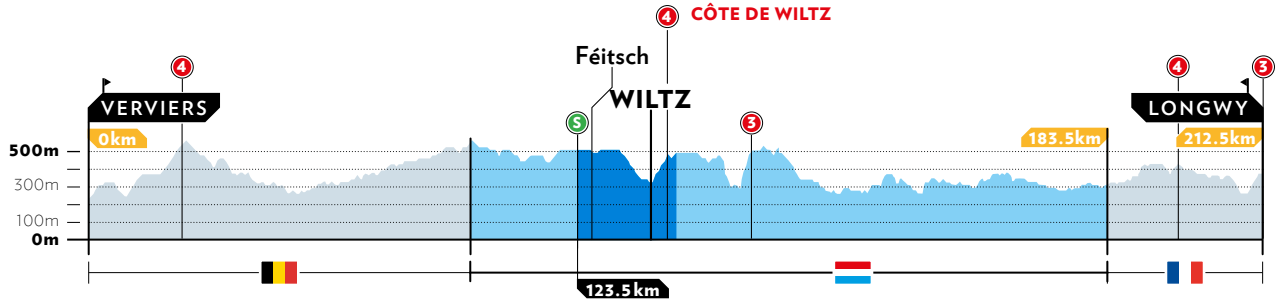 4 CÔTE DE WILTZ
Féitsch
4
4
3
WILTZ
VERVIERS
LONGWY
S
3
0km
183.5km
212.5km
500m
300m
100m
0m
123.5km